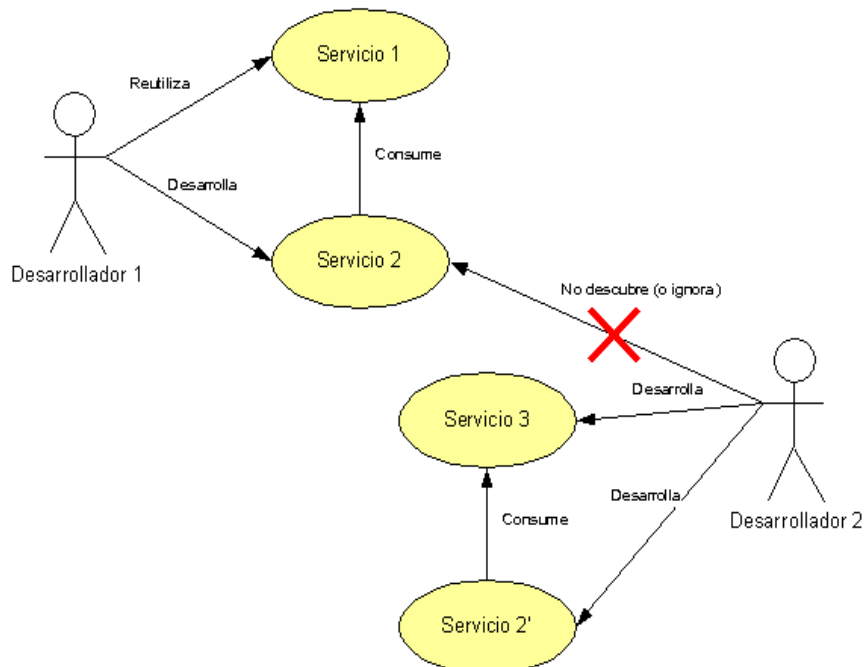 Servicio 1
Reutiliza
Consume
Desarrolla
Servicio 2
Desarrollador 1
No descubre (o ignora)
Desarrolla
Servicio 3
Desarrolla
Consume
Desarrollador 2
Servicio 2'